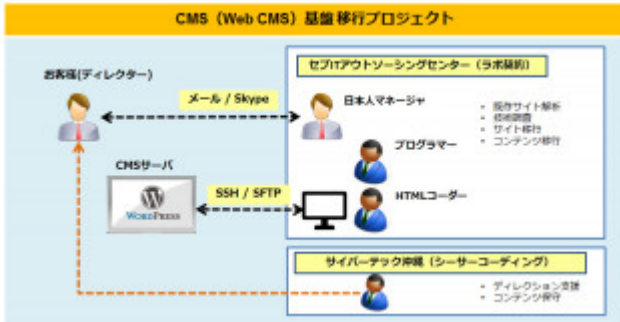 CMS（Web CMS）基盤移行プロジェクト
お客様(ディレクター)
メール / Skype
CMSサーバ
WORDPRESS
SSH / SFTP
セブITアウトソーシングセンター（ラボ契約）
日本人マネージャ
プログラマー
HTMLコーダー
・ 既存サイト解析
・ 技術調査
・ サイト移行
・ コンテンツ移行
サイバーテック沖縄（シーサーコーディング）
・ ディレクション支援
・ コンテンツ保守